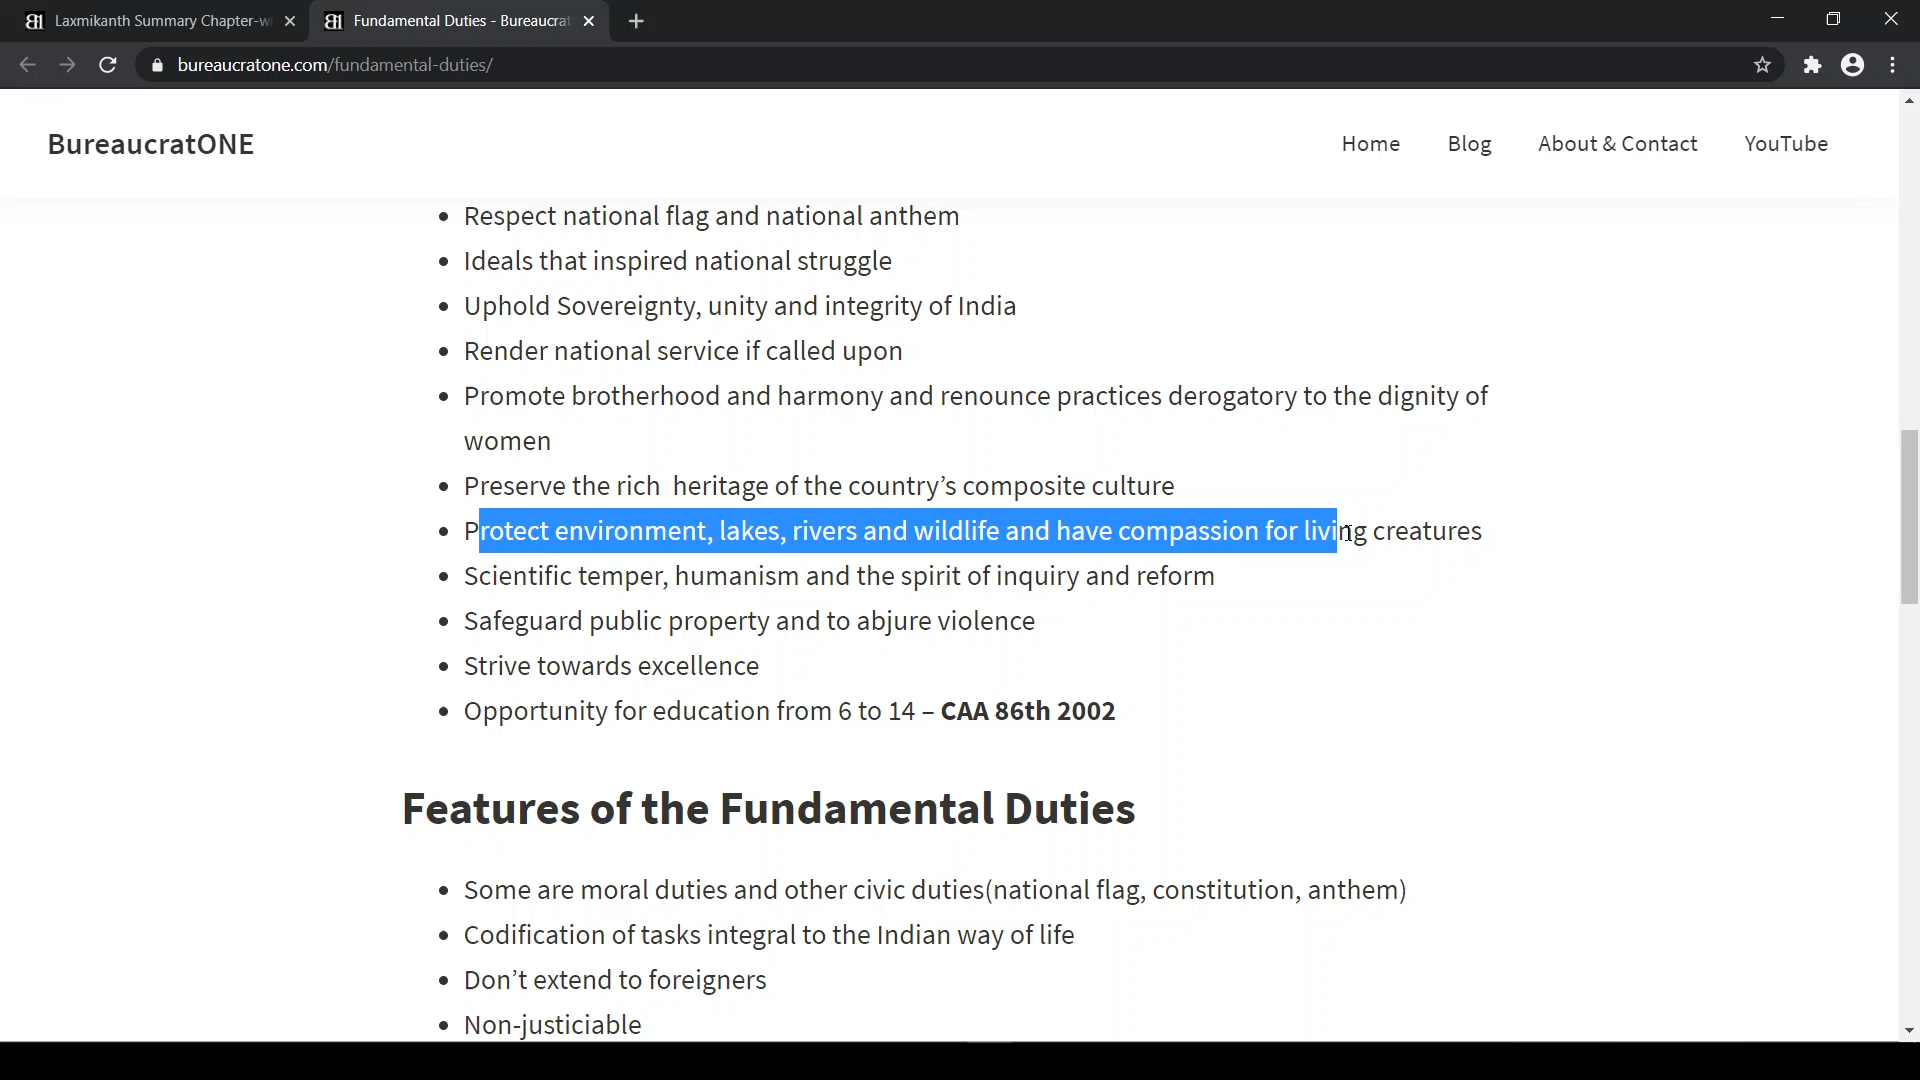 Laxmikanth Summary Chapter-wi
Fundamental Duties - Bureaucrat
bureaucratone.com/fundamental-duties/
BureaucratONE
Home
Blog
About & Contact
YouTube
Respect national flag and national anthem
Ideals that inspired national struggle
Uphold Sovereignty, unity and integrity of India
Render national service if called upon
Promote brotherhood and harmony and renounce practices derogatory to the dignity of
women
Preserve the rich  heritage of the country’s composite culture
Protect environment, lakes, rivers and wildlife and have compassion for living creatures
Scientific temper, humanism and the spirit of inquiry and reform
Safeguard public property and to abjure violence
Strive towards excellence
Opportunity for education from 6 to 14 – CAA 86th 2002
Features of the Fundamental Duties
Some are moral duties and other civic duties(national flag, constitution, anthem)
Codification of tasks integral to the Indian way of life
Don’t extend to foreigners
Non-justiciable